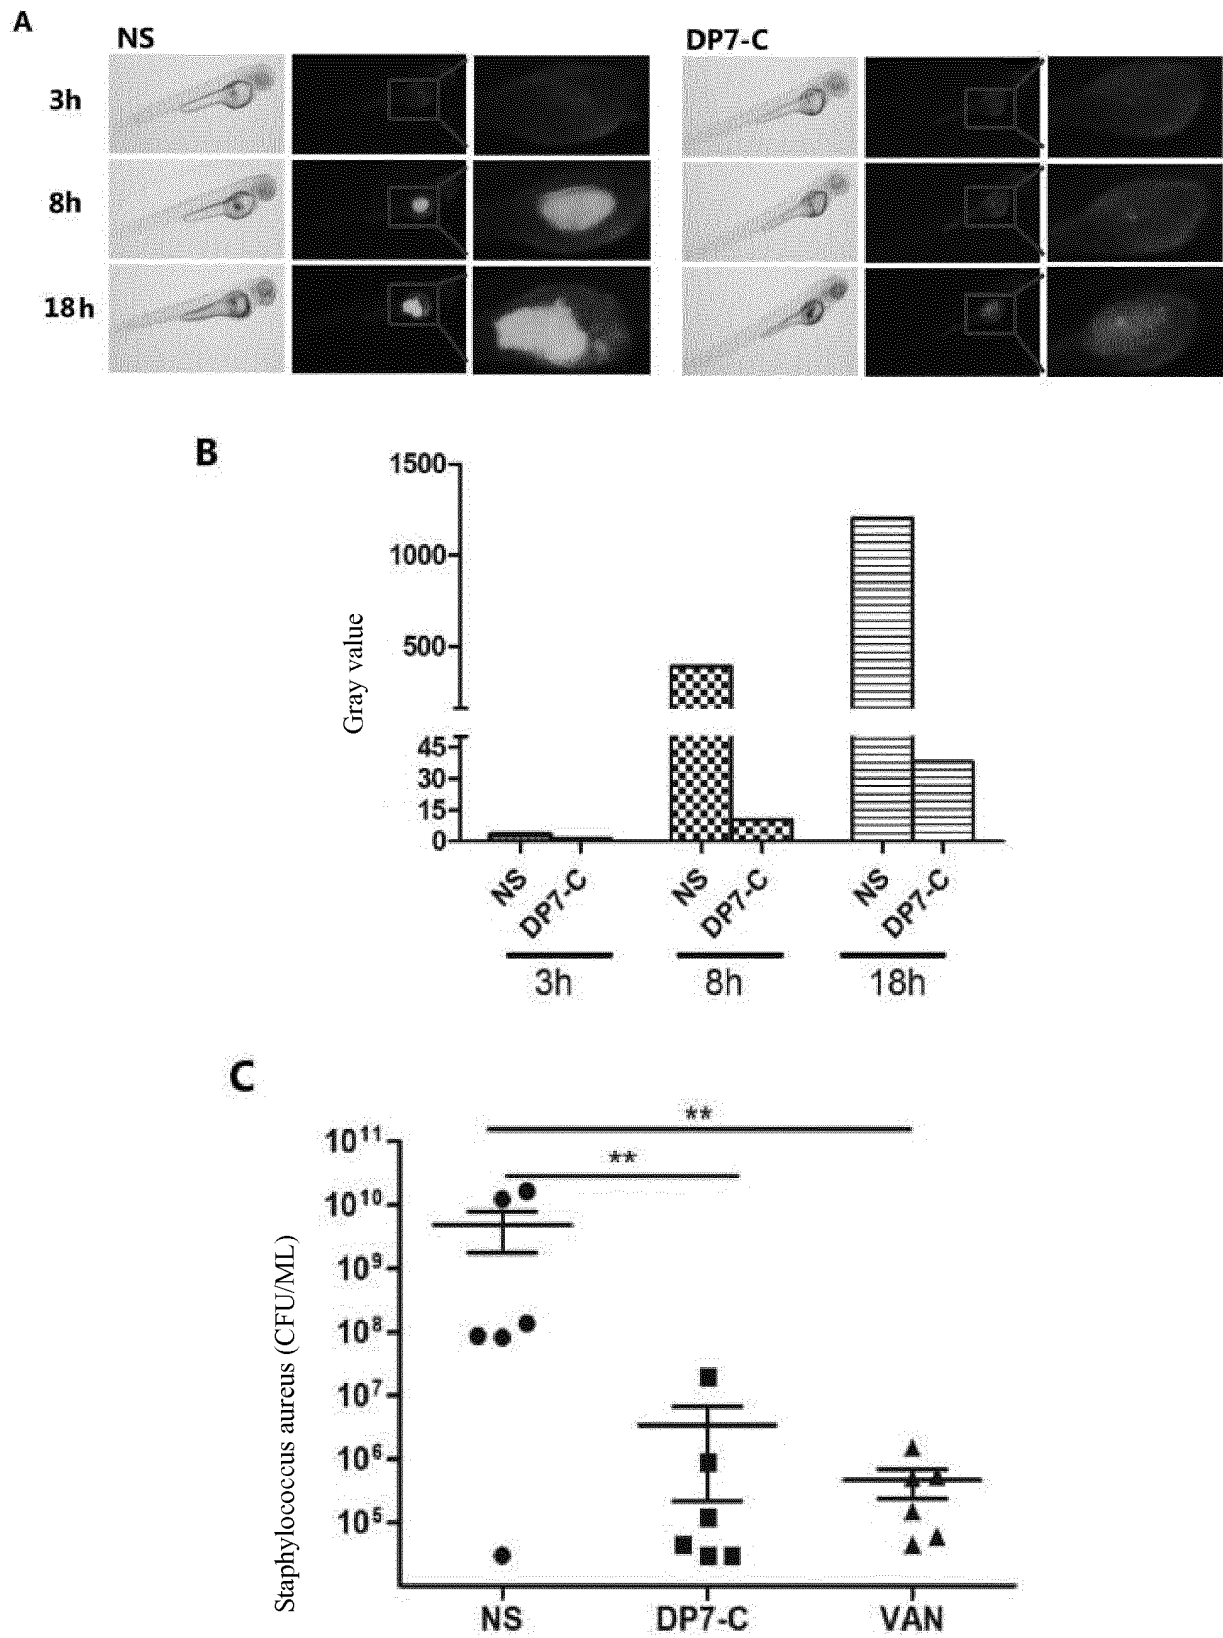 A
NS
DP7-C
3h
8h
18h
B
1500
1000
500
45
30
15
0
Gray value
NS
DP7-C
NS
DP7-C
NS
DP7-C
3h
8h
18h
C
**
**
10¹¹
10¹⁰
10⁹
10⁸
10⁷
10⁶
10⁵
Staphylococcus aureus (CFU/ML)
NS
DP7-C
VAN